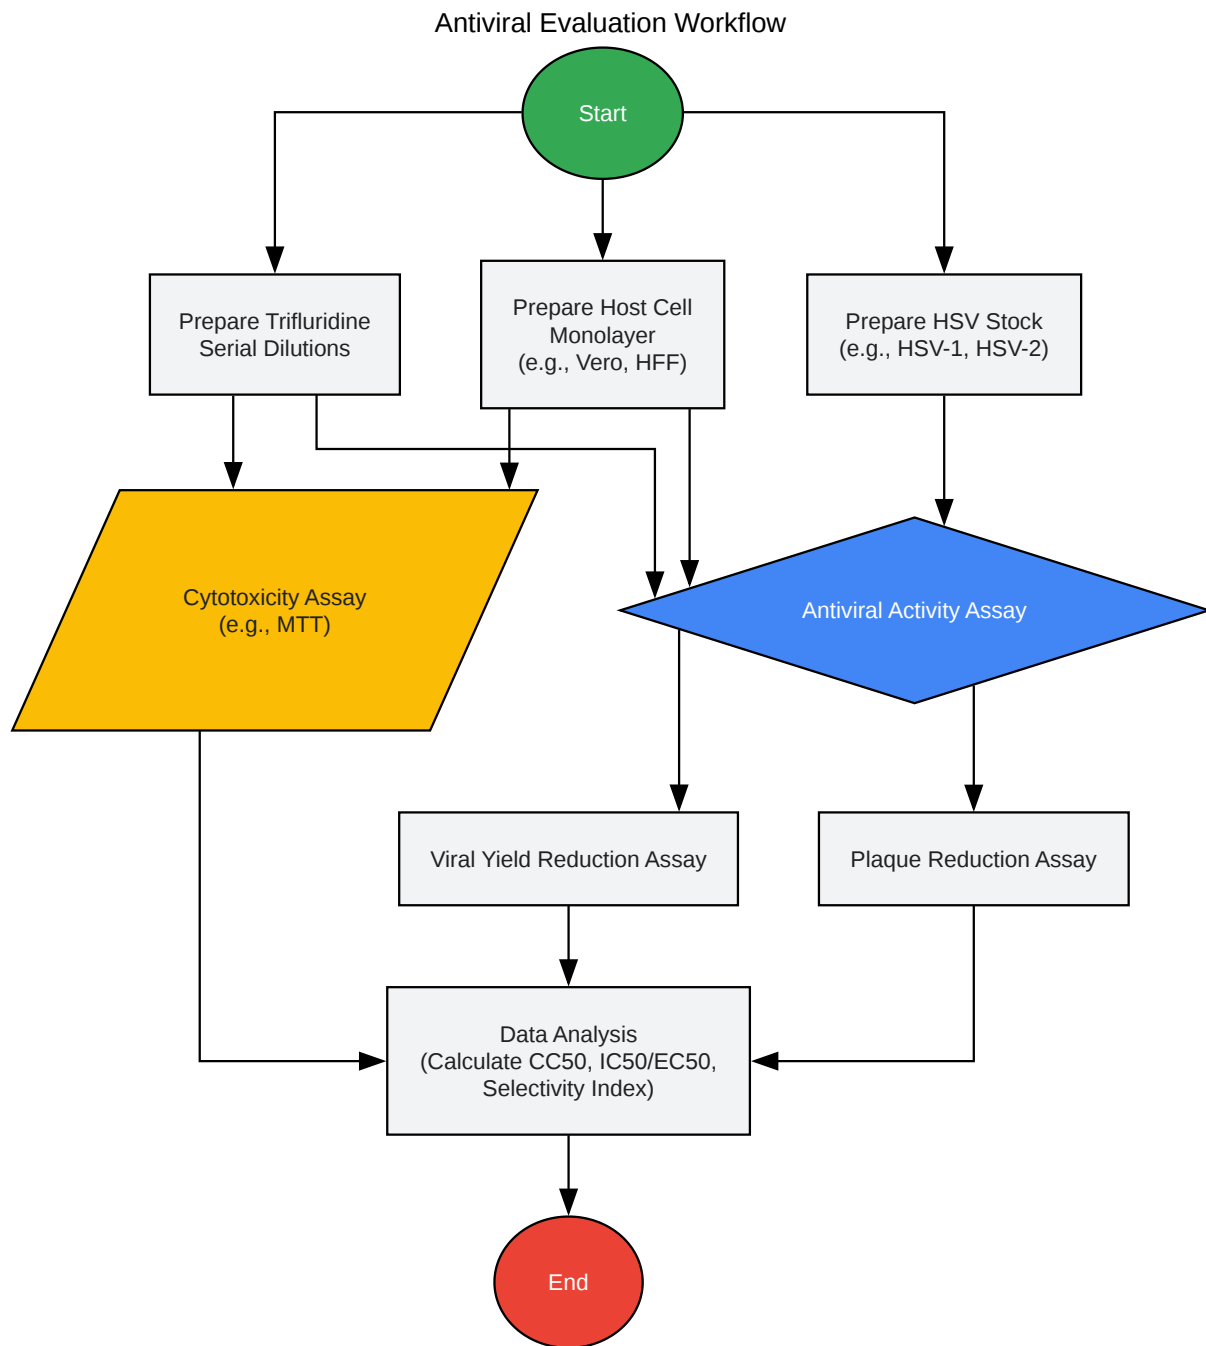 Antiviral Evaluation Workflow
Start
Prepare Trifluridine
Serial Dilutions
Prepare Host Cell
Monolayer
(e.g., Vero, HFF)
Prepare HSV Stock
(e.g., HSV-1, HSV-2)
Cytotoxicity Assay
(e.g., MTT)
Antiviral Activity Assay
Viral Yield Reduction Assay
Plaque Reduction Assay
Data Analysis
(Calculate CC50, IC50/EC50,
Selectivity Index)
End